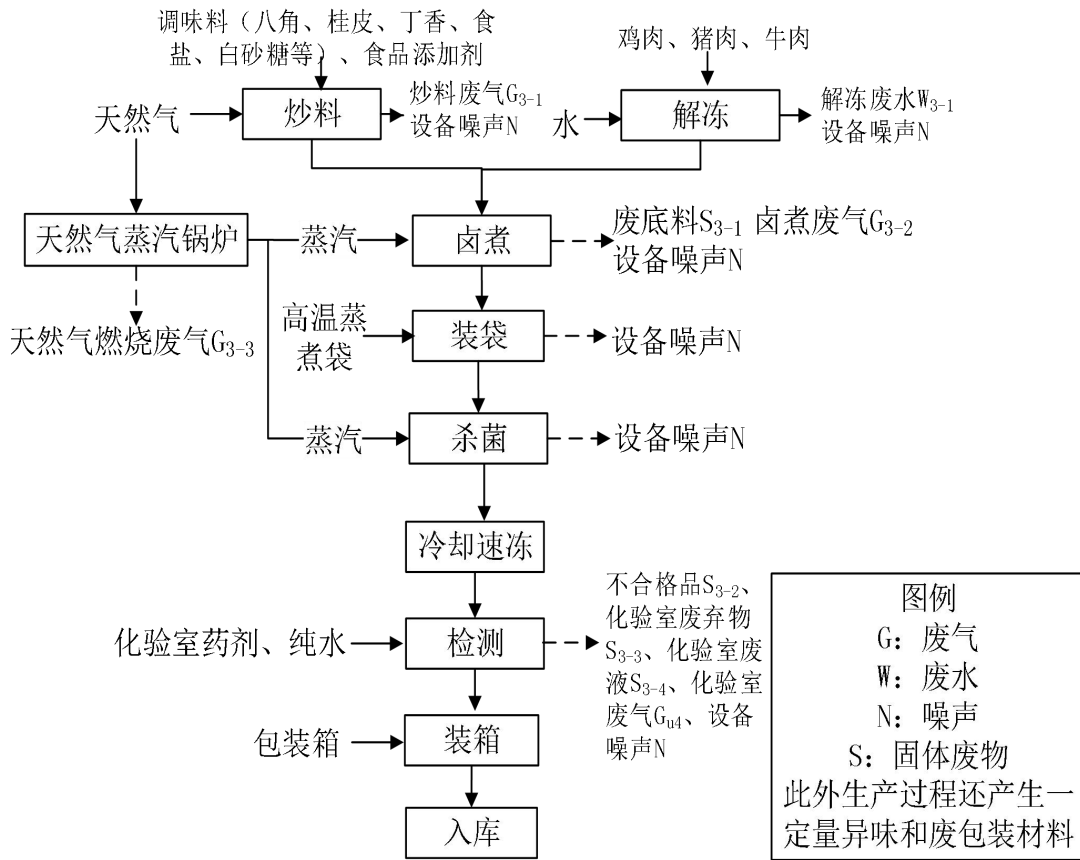 调味料（八角、桂皮、丁香、食
盐、白砂糖等）、食品添加剂
鸡肉、猪肉、牛肉
天然气
炒料
炒料废气G3-1
设备噪声N
水
解冻
解冻废水W3-1
设备噪声N
天然气蒸汽锅炉
蒸汽
卤煮
废底料S3-1 卤煮废气G3-2
设备噪声N
天然气燃烧废气G3-3
高温蒸
煮袋
装袋
设备噪声N
蒸汽
杀菌
设备噪声N
冷却速冻
化验室药剂、纯水
检测
不合格品S3-2、
化验室废弃物
S3-3、化验室废
液S3-4、化验室
废气Gu4、设备
噪声N
包装箱
装箱
入库
图例
G：废气
W：废水
N：噪声
S：固体废物
此外生产过程还产生一
定量异味和废包装材料